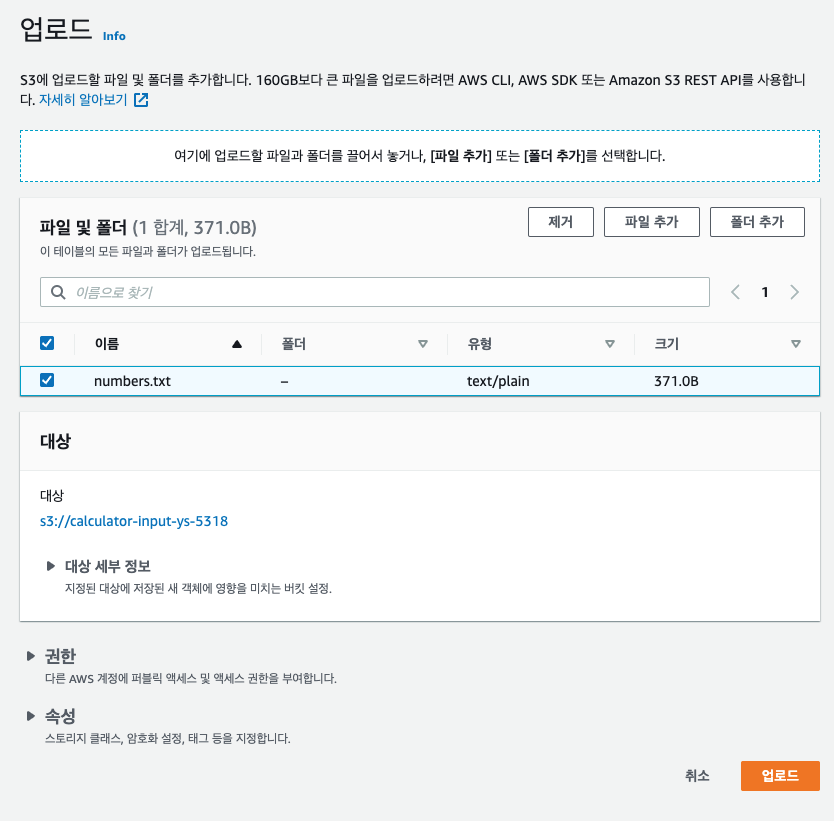 업로드 Info
S3에 업로드할 파일 및 폴더를 추가합니다. 160GB보다 큰 파일을 업로드하려면 AWS CLI, AWS SDK 또는 Amazon S3 REST API를 사용합니
다. 자세히 알아보기
여기에 업로드할 파일과 폴더를 끌어서 놓거나, [파일 추가] 또는 [폴더 추가]를 선택합니다.
파일 및 폴더 (1 합계, 371.0B)
제거 파일 추가 폴더 추가
이 테이블의 모든 파일과 폴더가 업로드됩니다.
이름으로 찾기 1
이름 폴더 유형 크기
numbers.txt – text/plain 371.0B
대상
대상
s3://calculator-input-ys-5318
대상 세부 정보
지정된 대상에 저장된 새 객체에 영향을 미치는 버킷 설정.
권한
다른 AWS 계정에 퍼블릭 액세스 및 액세스 권한을 부여합니다.
속성
스토리지 클래스, 암호화 설정, 태그 등을 지정합니다.
취소 업로드